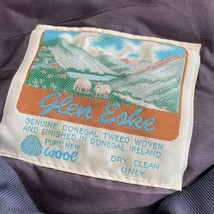 Glen Eske
GENUINE DONEGAL TWEED WOVEN
AND FINISHED IN DONEGAL, IRELAND
PURE NEW
wool
DRY CLEAN
ONLY